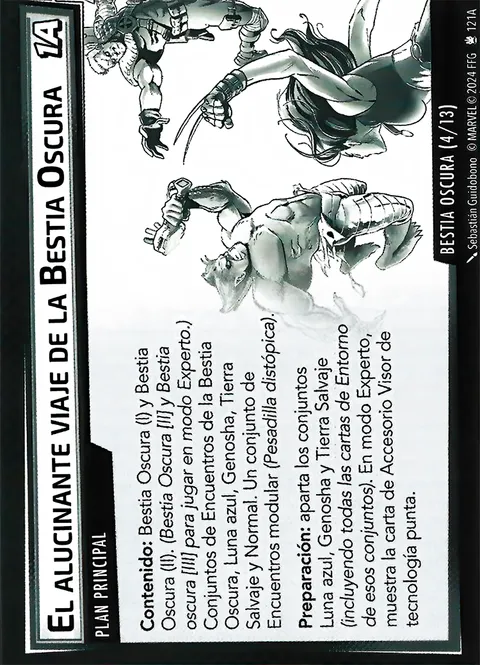 EL ALUCINANTE VIAJE DE LA BESTIA OSCURA 1A
PLAN PRINCIPAL
Contenido: Bestia Oscura (I) y Bestia
Oscura (II). (Bestia Oscura [II] y Bestia
oscura [III] para jugar en modo Experto.)
Conjuntos de Encuentros de la Bestia
Oscura, Luna azul, Genosha, Tierra
Salvaje y Normal. Un conjunto de
Encuentros modular (Pesadilla distópica).
Preparación: aparta los conjuntos
Luna azul, Genosha y Tierra Salvaje
(incluyendo todas las cartas de Entorno
de esos conjuntos). En modo Experto,
muestra la carta de Accesorio Visor de
tecnología punta.
BESTIA OSCURA (4/13)
Sebastián Guidobono © MARVEL © 2024 FFG 121A